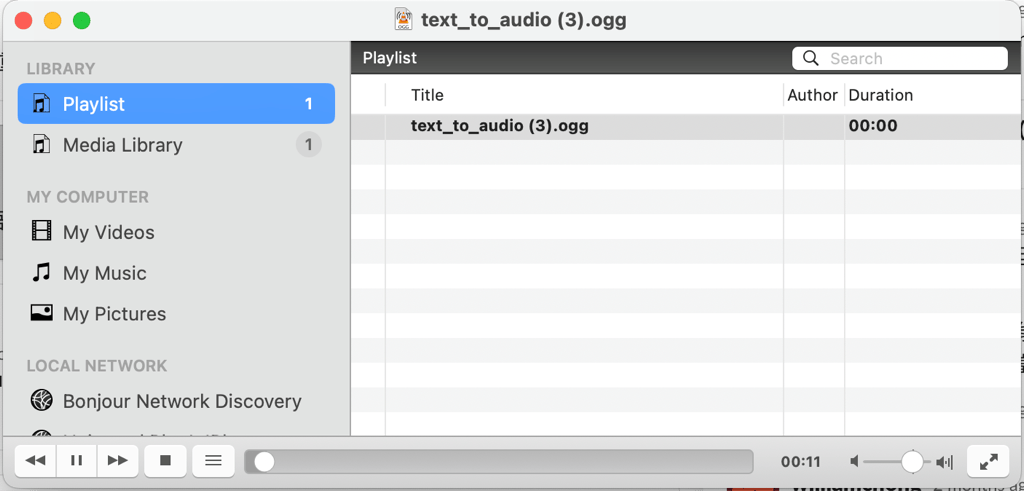 text_to_audio (3).ogg
LIBRARY
Playlist 1
Media Library 1
MY COMPUTER
My Videos
My Music
My Pictures
LOCAL NETWORK
Bonjour Network Discovery
Playlist
Search
Title Author Duration
text_to_audio (3).ogg 00:00
00:11